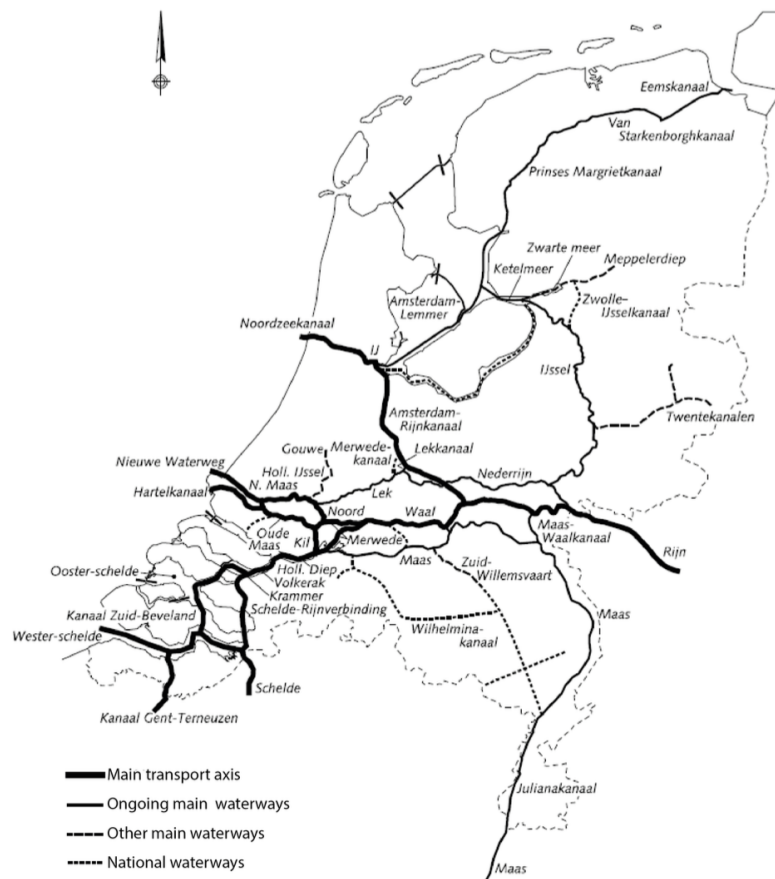 Eemskanaal
Van
Starkenborghkanaal
Prinses Margrietkanaal
Zwarte meer
Ketelmeer
Meppelerdiep
Amsterdam-
Lemmer
Zwolle-
IJsselkanaal
Noordzeekanaal
IJ
IJssel
Amsterdam-
Rijnkanaal
Twentekanalen
Gouwe
Merwede-
kanaal
Lekkanaal
Nieuwe Waterweg
Holl. IJssel
Nederrijn
Hartelkanaal
N. Maas
Lek
Noord
Waal
Oude
Maas
Kil
Merwede
Maas-
Waalkanaal
Rijn
Maas
Zuid-
Willemsvaart
Holl. Diep
Ooster-schelde
Volkerak
Krammer
Schelde-Rijnverbinding
Kanaal Zuid-Beveland
Maas
Wester-schelde
Wilhelmina-
kanaal
Schelde
Kanaal Gent-Terneuzen
Julianakanaal
Maas
Main transport axis
Ongoing main waterways
Other main waterways
National waterways